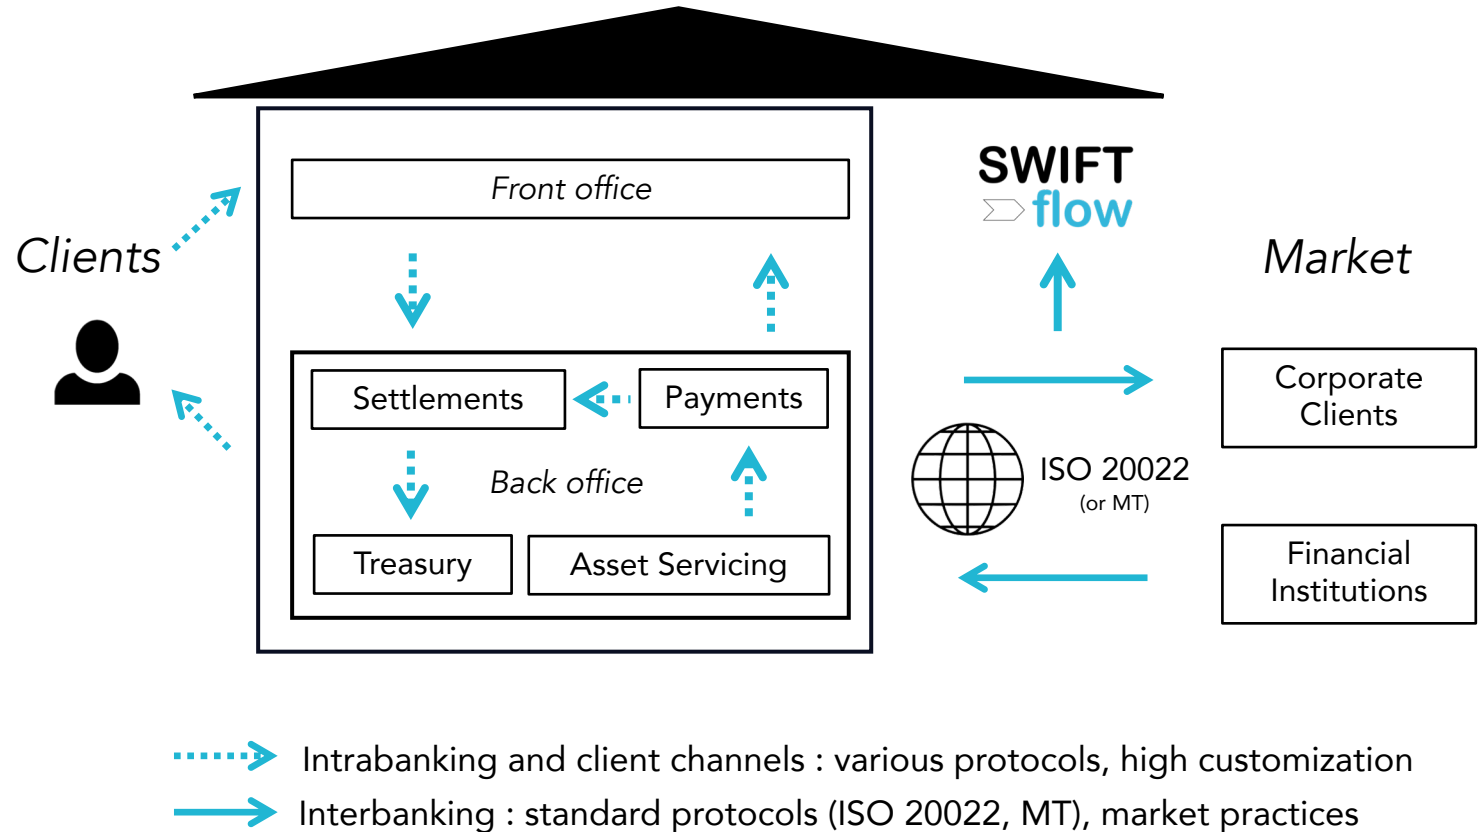 Front office
SWIFT
flow
Clients
Market
Settlements
Payments
Corporate
Clients
Back office
ISO 20022
(or MT)
Treasury
Asset Servicing
Financial
Institutions
Intrabanking and client channels : various protocols, high customization
Interbanking : standard protocols (ISO 20022, MT), market practices